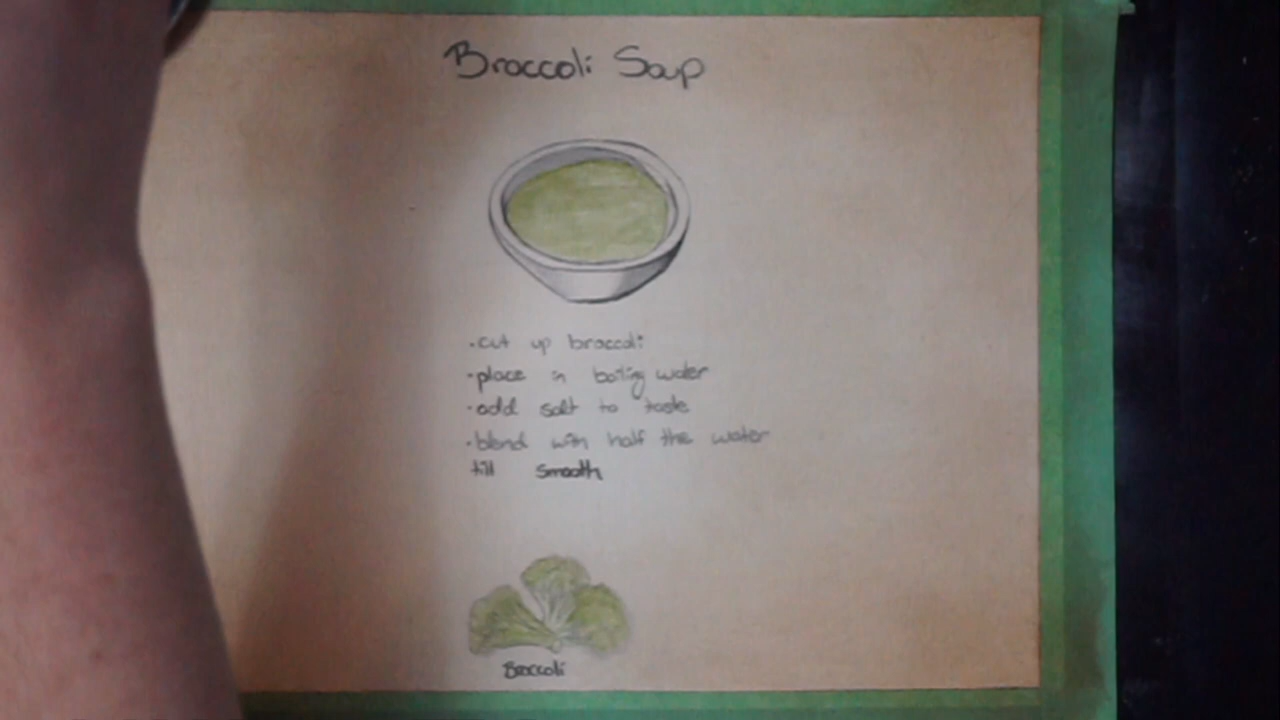 Broccoli Soup
·cut up broccoli
·place in boiling water
·add salt to taste
·blend with half the water
till smooth
Broccoli